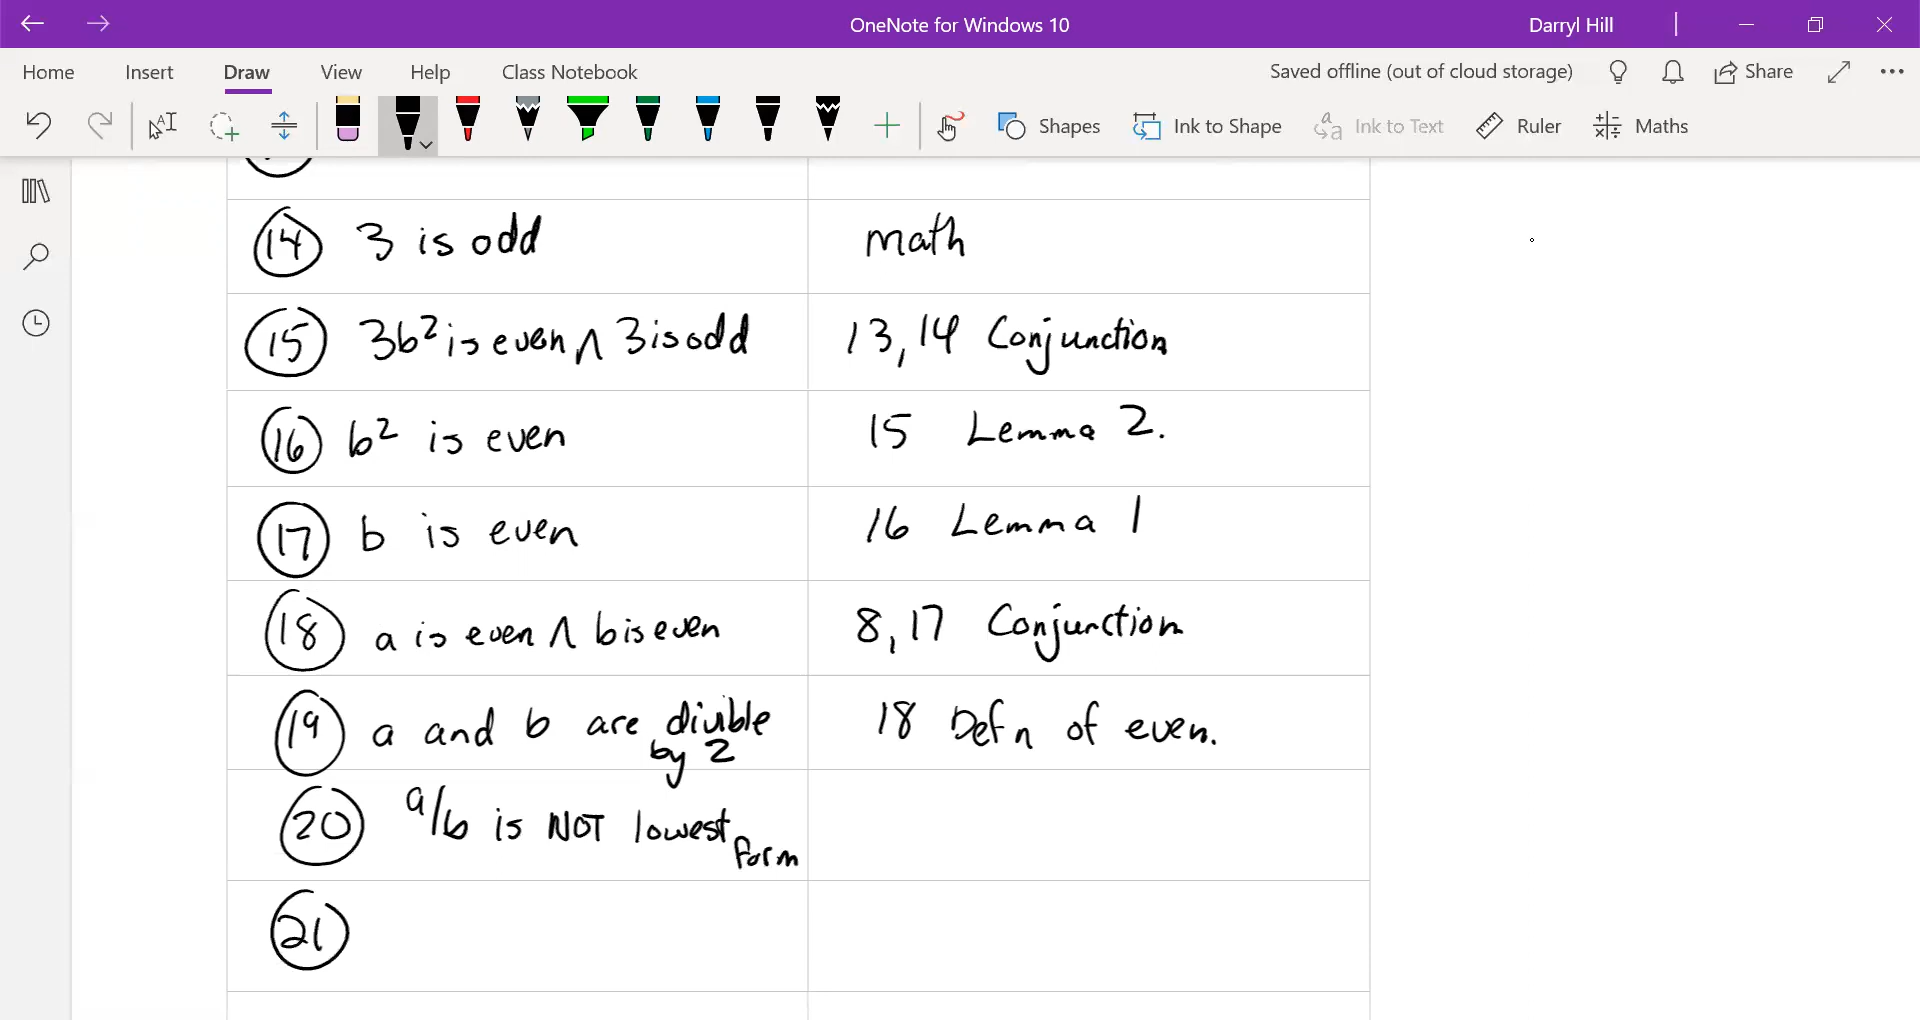 OneNote for Windows 10
Darryl Hill
Home Insert Draw View Help Class Notebook
Saved offline (out of cloud storage) Share
Shapes Ink to Shape Ink to Text Ruler Maths
14 3 is odd math
15 3b² is even ∧ 3 is odd 13,14 Conjunction
16 b² is even 15 Lemma 2.
17 b is even 16 Lemma 1
18 a is even ∧ b is even 8,17 Conjunction
19 a and b are divible 18 Defn of even.
by 2
20 a/b is NOT lowest
form
21